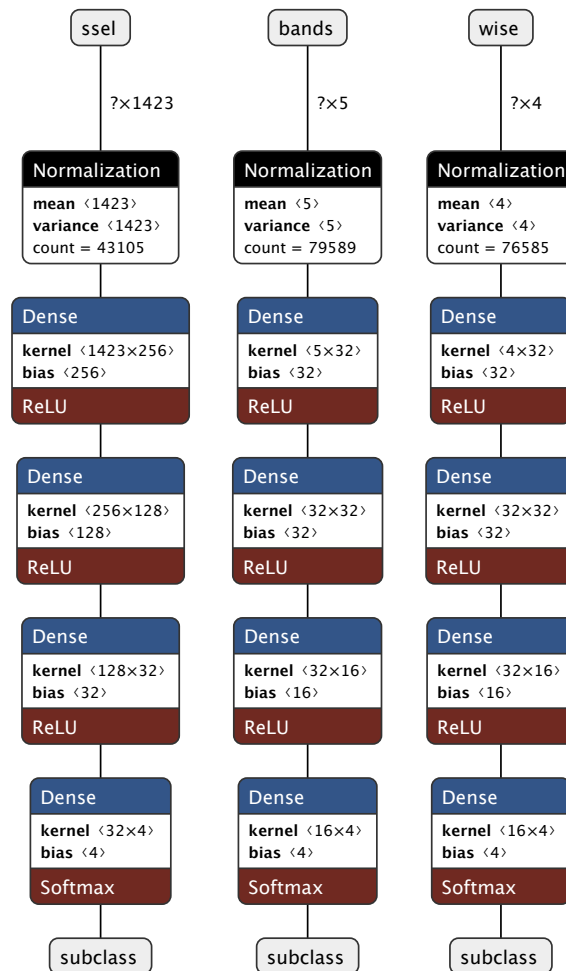 ssel
?×1423
Normalization
mean ⟨1423⟩
variance ⟨1423⟩
count = 43105
Dense
kernel ⟨1423×256⟩
bias ⟨256⟩
ReLU
Dense
kernel ⟨256×128⟩
bias ⟨128⟩
ReLU
Dense
kernel ⟨128×32⟩
bias ⟨32⟩
ReLU
Dense
kernel ⟨32×4⟩
bias ⟨4⟩
Softmax
subclass
bands
?×5
Normalization
mean ⟨5⟩
variance ⟨5⟩
count = 79589
Dense
kernel ⟨5×32⟩
bias ⟨32⟩
ReLU
Dense
kernel ⟨32×32⟩
bias ⟨32⟩
ReLU
Dense
kernel ⟨32×16⟩
bias ⟨16⟩
ReLU
Dense
kernel ⟨16×4⟩
bias ⟨4⟩
Softmax
subclass
wise
?×4
Normalization
mean ⟨4⟩
variance ⟨4⟩
count = 76585
Dense
kernel ⟨4×32⟩
bias ⟨32⟩
ReLU
Dense
kernel ⟨32×32⟩
bias ⟨32⟩
ReLU
Dense
kernel ⟨32×16⟩
bias ⟨16⟩
ReLU
Dense
kernel ⟨16×4⟩
bias ⟨4⟩
Softmax
subclass